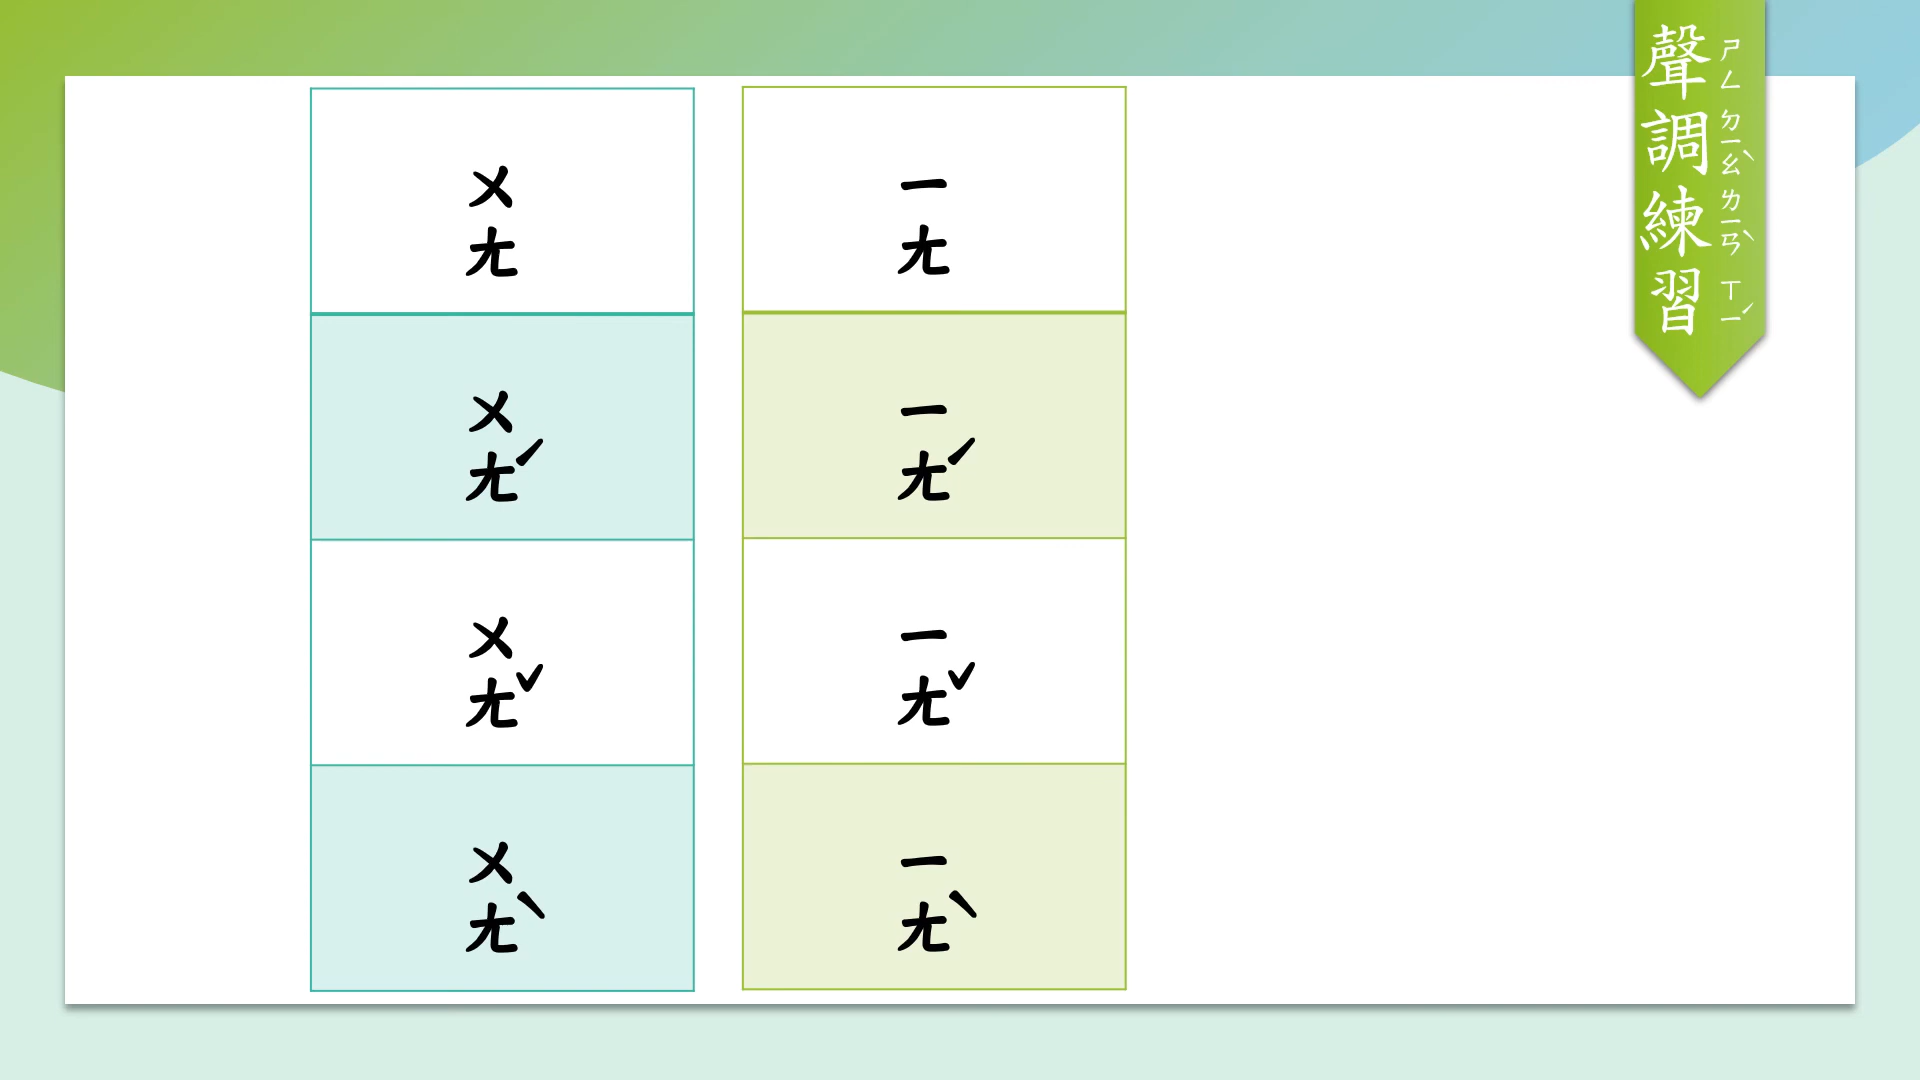 聲調練習
ㄕㄥ ㄉㄧㄠˋ ㄌㄧㄢˋ ㄒㄧˊ
ㄨㄤ
ㄨㄤˊ
ㄨㄤˇ
ㄨㄤˋ
ㄧㄤ
ㄧㄤˊ
ㄧㄤˇ
ㄧㄤˋ